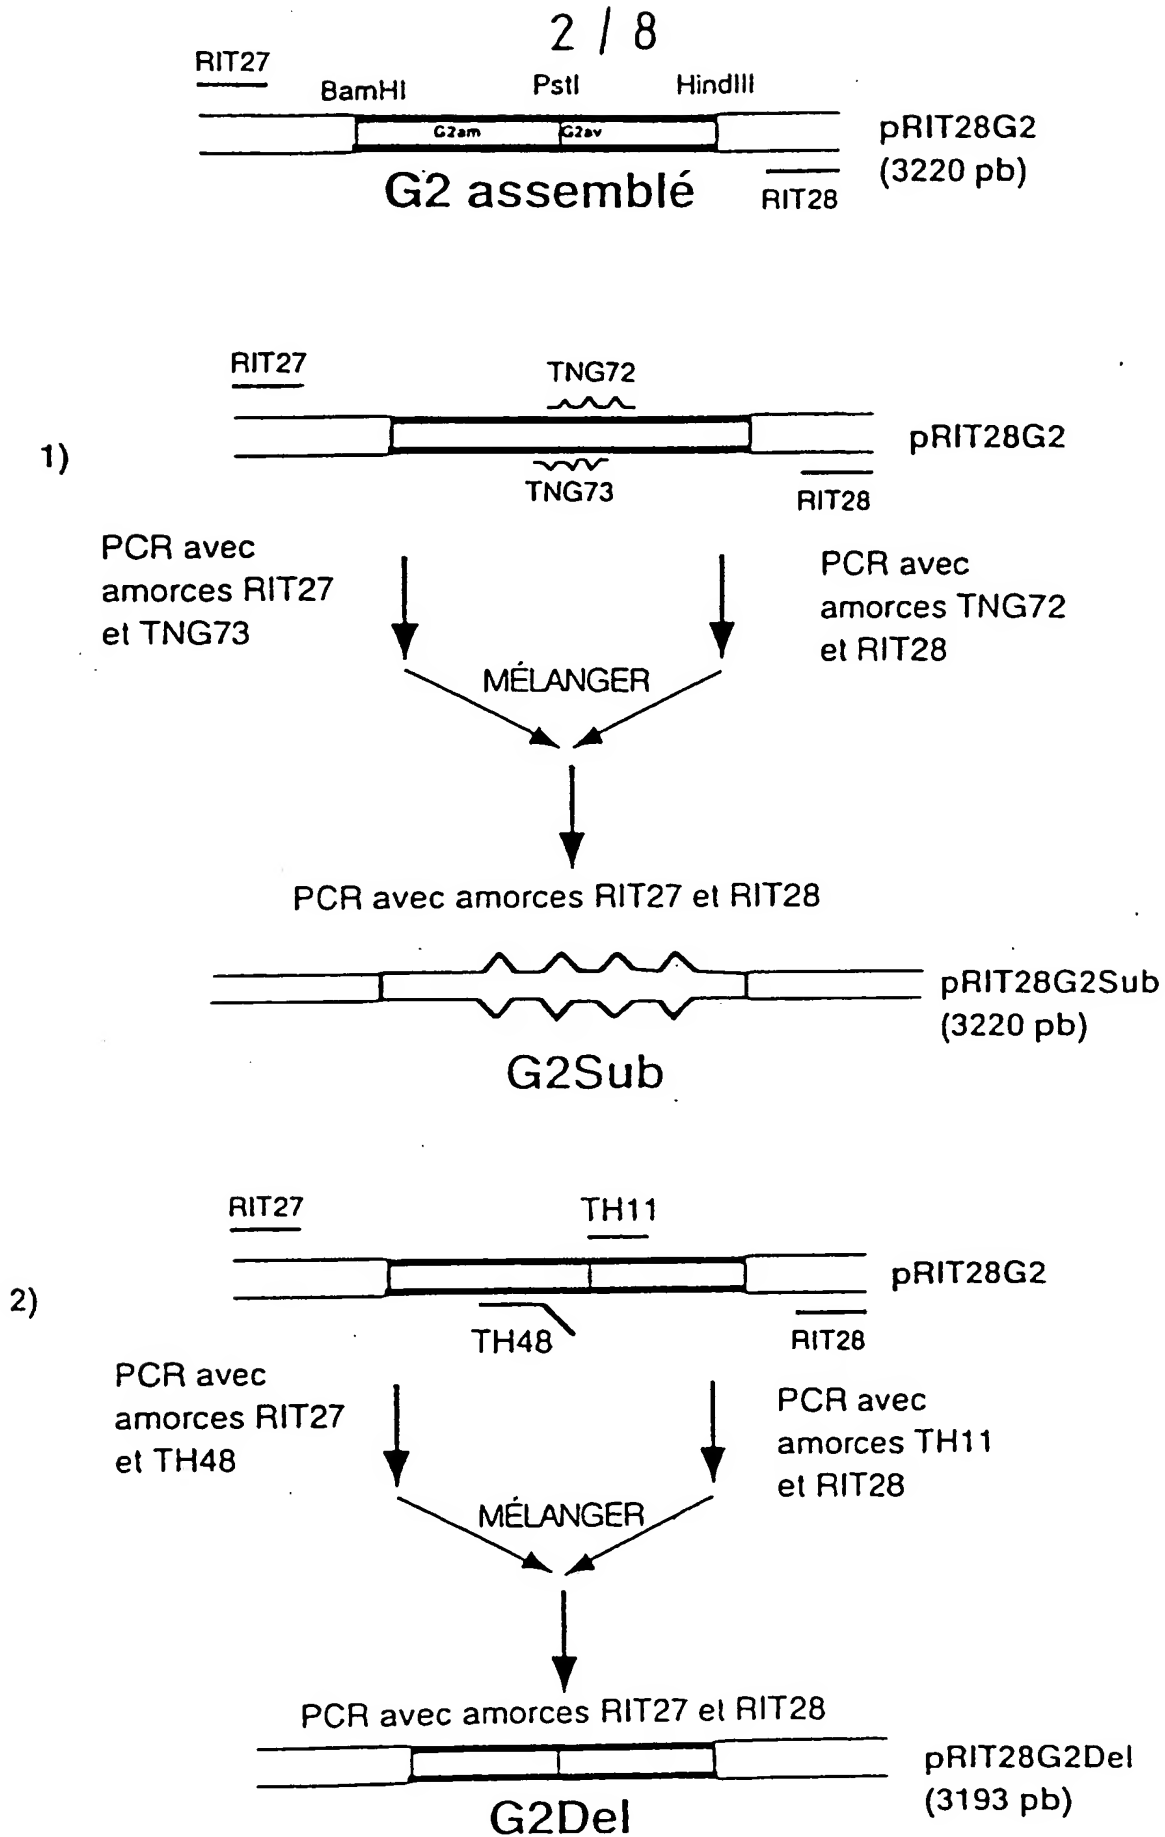 2 / 8
RIT27
BamHI
PstI
HindIII
G2am
G2av
pRIT28G2
(3220 pb)
G2 assemblé
RIT28
RIT27
TNG72
1)
pRIT28G2
TNG73
RIT28
PCR avec
amorces RIT27
et TNG73
PCR avec
amorces TNG72
et RIT28
MÉLANGER
PCR avec amorces RIT27 et RIT28
pRIT28G2Sub
(3220 pb)
G2Sub
RIT27
TH11
2)
pRIT28G2
TH48
RIT28
PCR avec
amorces RIT27
et TH48
PCR avec
amorces TH11
et RIT28
MÉLANGER
PCR avec amorces RIT27 et RIT28
pRIT28G2Del
(3193 pb)
G2Del